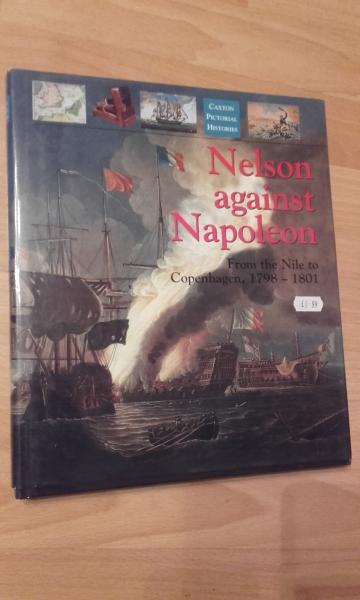 CAXTON
PICTORIAL
HISTORIES
Nelson
against
Napoleon
From the Nile to
Copenhagen, 1798 - 1801